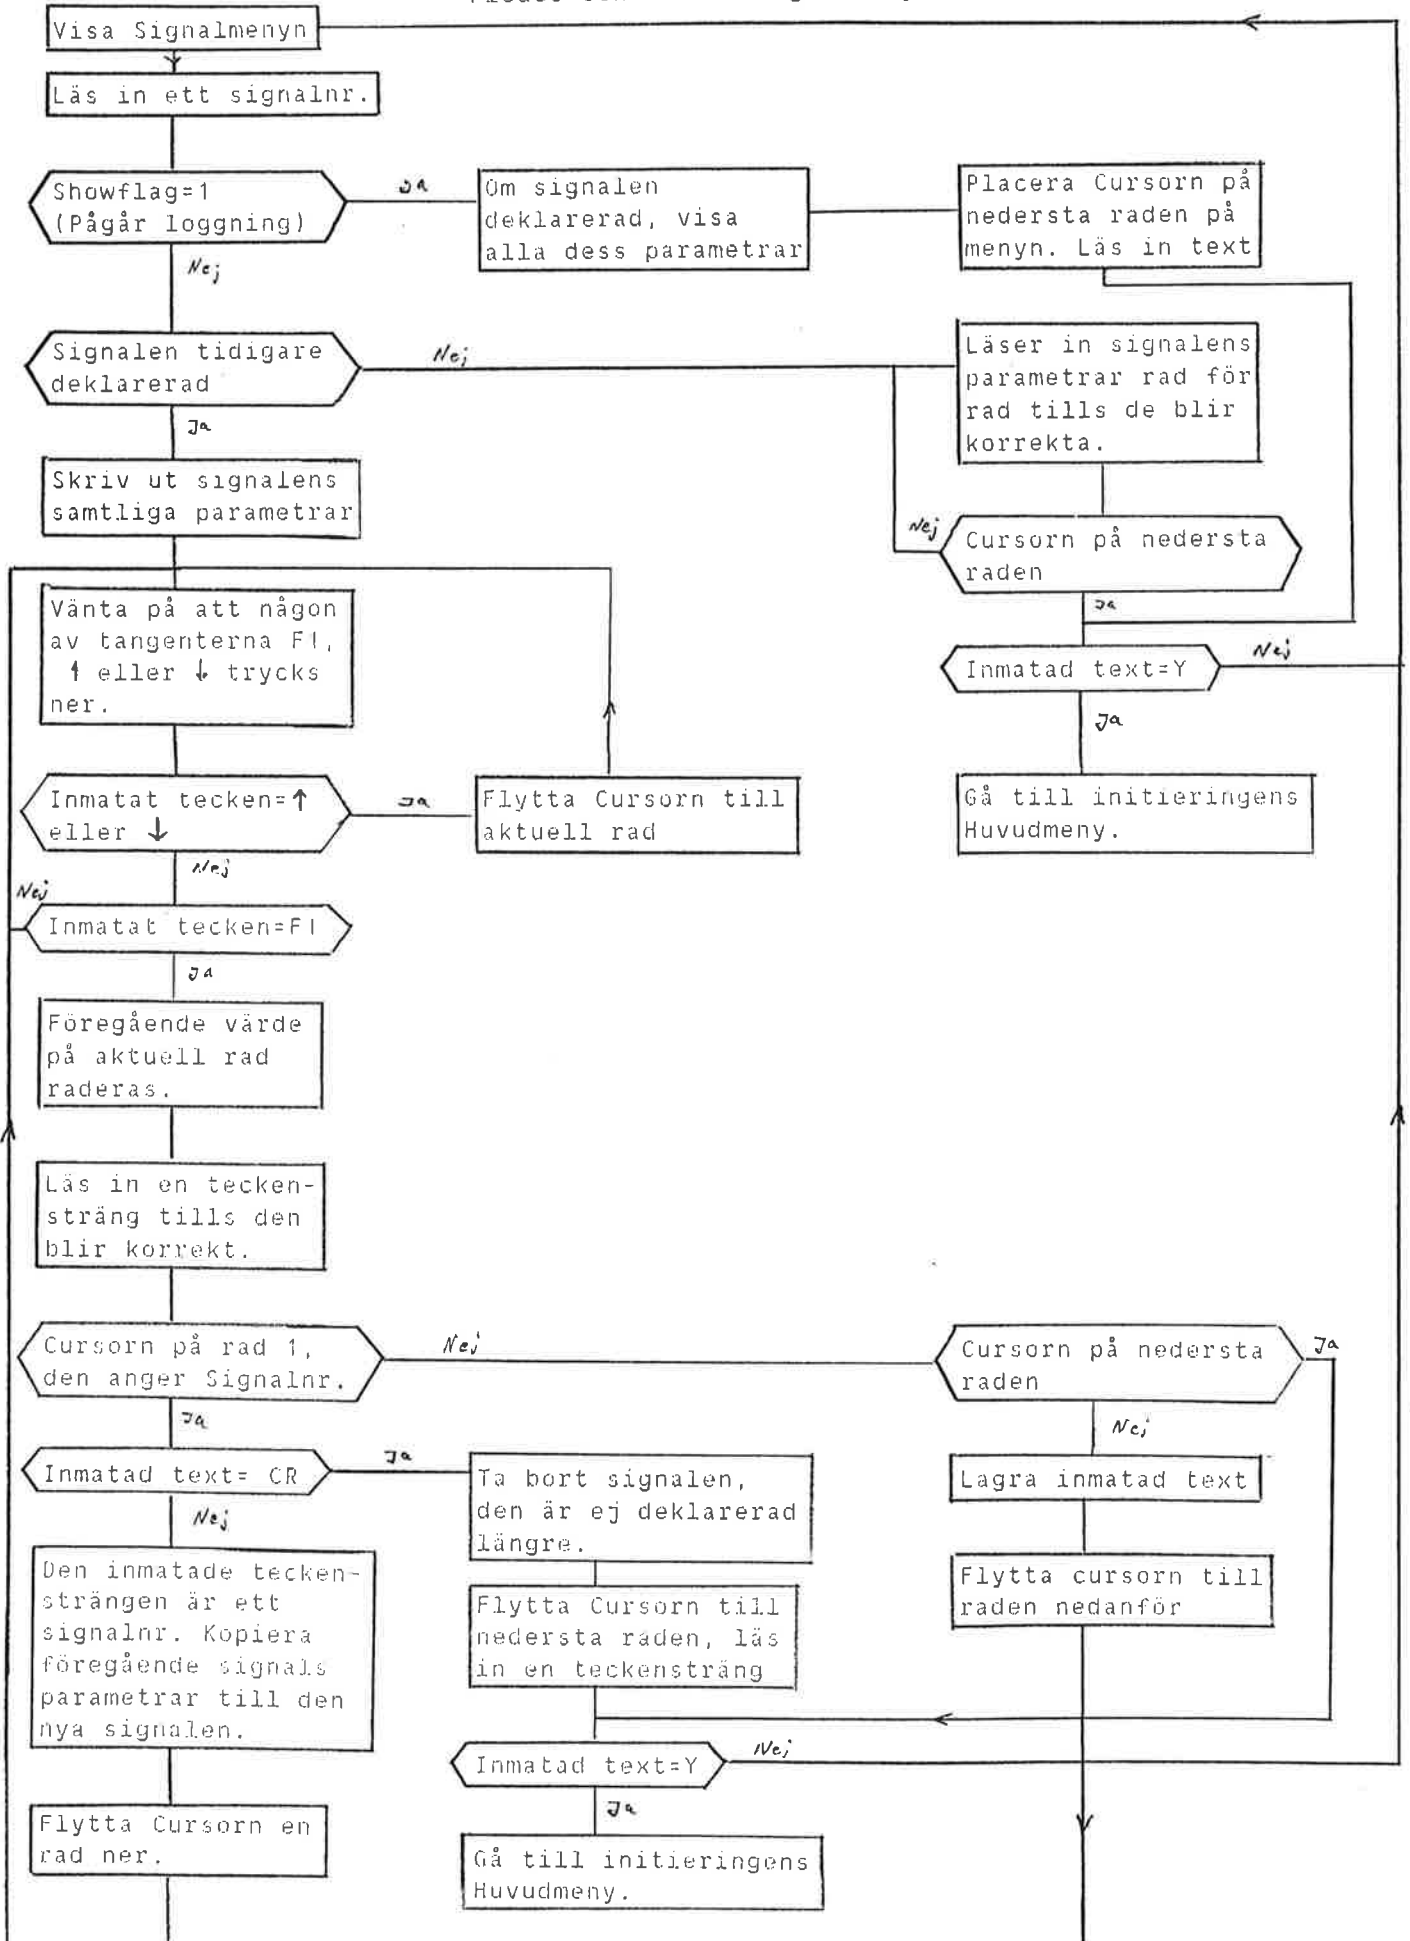 Visa Signalmenyn
Läs in ett signalnr.
Showflag=1
(Pågår loggning)
Ja
Om signalen
deklarerad, visa
alla dess parametrar
Placera Cursorn på
nedersta raden på
menyn. Läs in text
Nej
Signalen tidigare
deklarerad
Nej
Läser in signalens
parametrar rad för
rad tills de blir
korrekta.
Ja
Skriv ut signalens
samtliga parametrar
Nej
Cursorn på nedersta
raden
Ja
Vänta på att någon
av tangenterna F1,
↑ eller ↓ trycks
ner.
Inmatad text=Y
Nej
Ja
Inmatat tecken=↑
eller ↓
Ja
Flytta Cursorn till
aktuell rad
Gå till initieringens
Huvudmeny.
Nej
Nej
Inmatat tecken=F1
Ja
Föregående värde
på aktuell rad
raderas.
Läs in en tecken-
sträng tills den
blir korrekt.
Cursorn på rad 1,
den anger Signalnr.
Nej
Cursorn på nedersta
raden
Ja
Ja
Nej
Inmatad text= CR
Ja
Ta bort signalen,
den är ej deklarerad
längre.
Lagra inmatad text
Nej
Den inmatade tecken-
strängen är ett
signalnr. Kopiera
föregående signals
parametrar till den
nya signalen.
Flytta Cursorn till
nedersta raden, läs
in en teckensträng
Flytta cursorn till
raden nedanför
Inmatad text=Y
Nej
Ja
Flytta Cursorn en
rad ner.
Gå till initieringens
Huvudmeny.